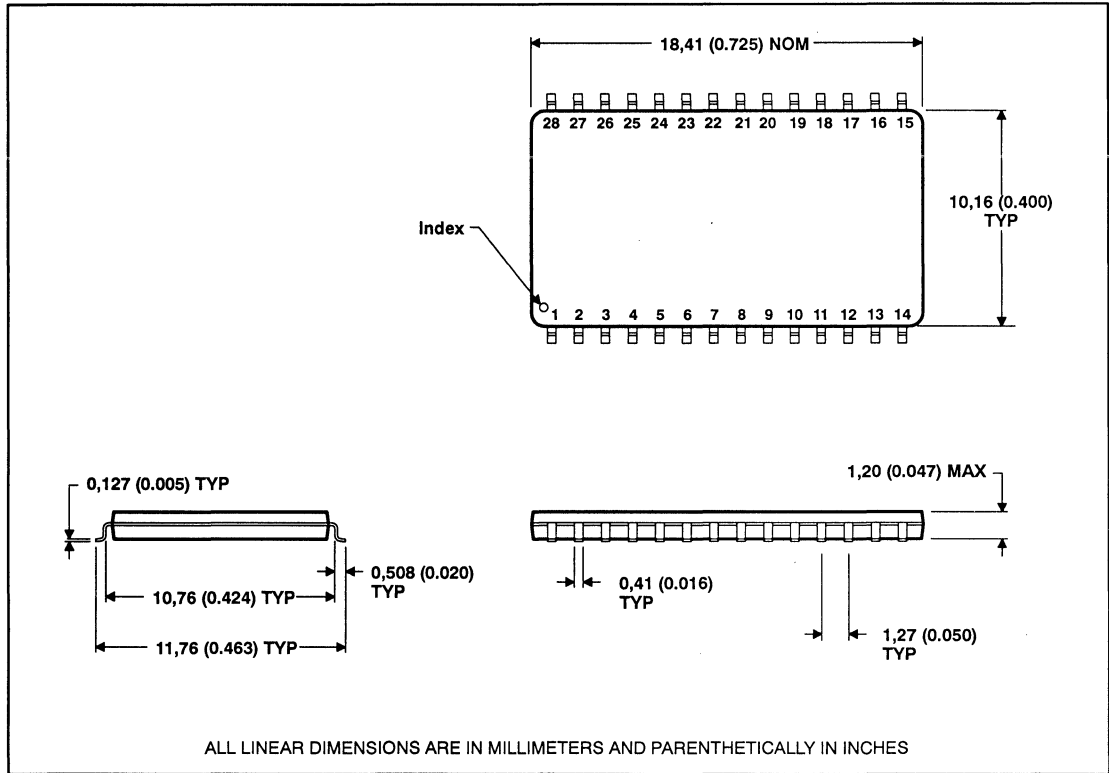 18,41 (0.725) NOM
28 27 26 25 24 23 22 21 20 19 18 17 16 15
10,16 (0.400)
TYP
Index
1 2 3 4 5 6 7 8 9 10 11 12 13 14
0,127 (0.005) TYP
1,20 (0.047) MAX
0,508 (0.020)
TYP
10,76 (0.424) TYP
11,76 (0.463) TYP
0,41 (0.016)
TYP
1,27 (0.050)
TYP
ALL LINEAR DIMENSIONS ARE IN MILLIMETERS AND PARENTHETICALLY IN INCHES